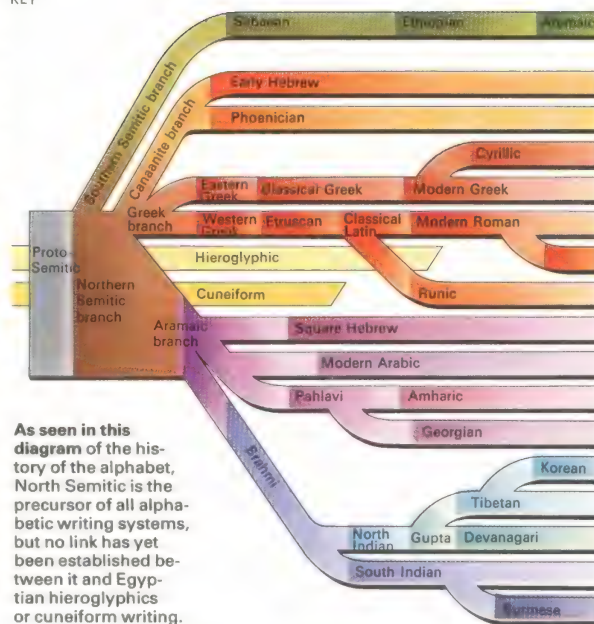 KEY
Sabaean Ethiopian Aramaic
Southern Semitic branch
Canaanite branch
Early Hebrew
Phoenician
Cyrillic
Greek branch
Eastern Greek Classical Greek Modern Greek
Western Greek Etruscan Classical Latin Modern Roman
Proto-Semitic
Hieroglyphic
Northern Semitic branch
Cuneiform
Runic
Aramaic branch
Square Hebrew
Modern Arabic
Pahlavi Amharic
Georgian
Brahmi
Korean
Tibetan
North Indian Gupta Devanagari
South Indian
Burmese
As seen in this
diagram of the his-
tory of the alphabet,
North Semitic is the
precursor of all alpha-
betic writing systems,
but no link has yet
been established be-
tween it and Egyp-
tian hieroglyphics
or cuneiform writing.